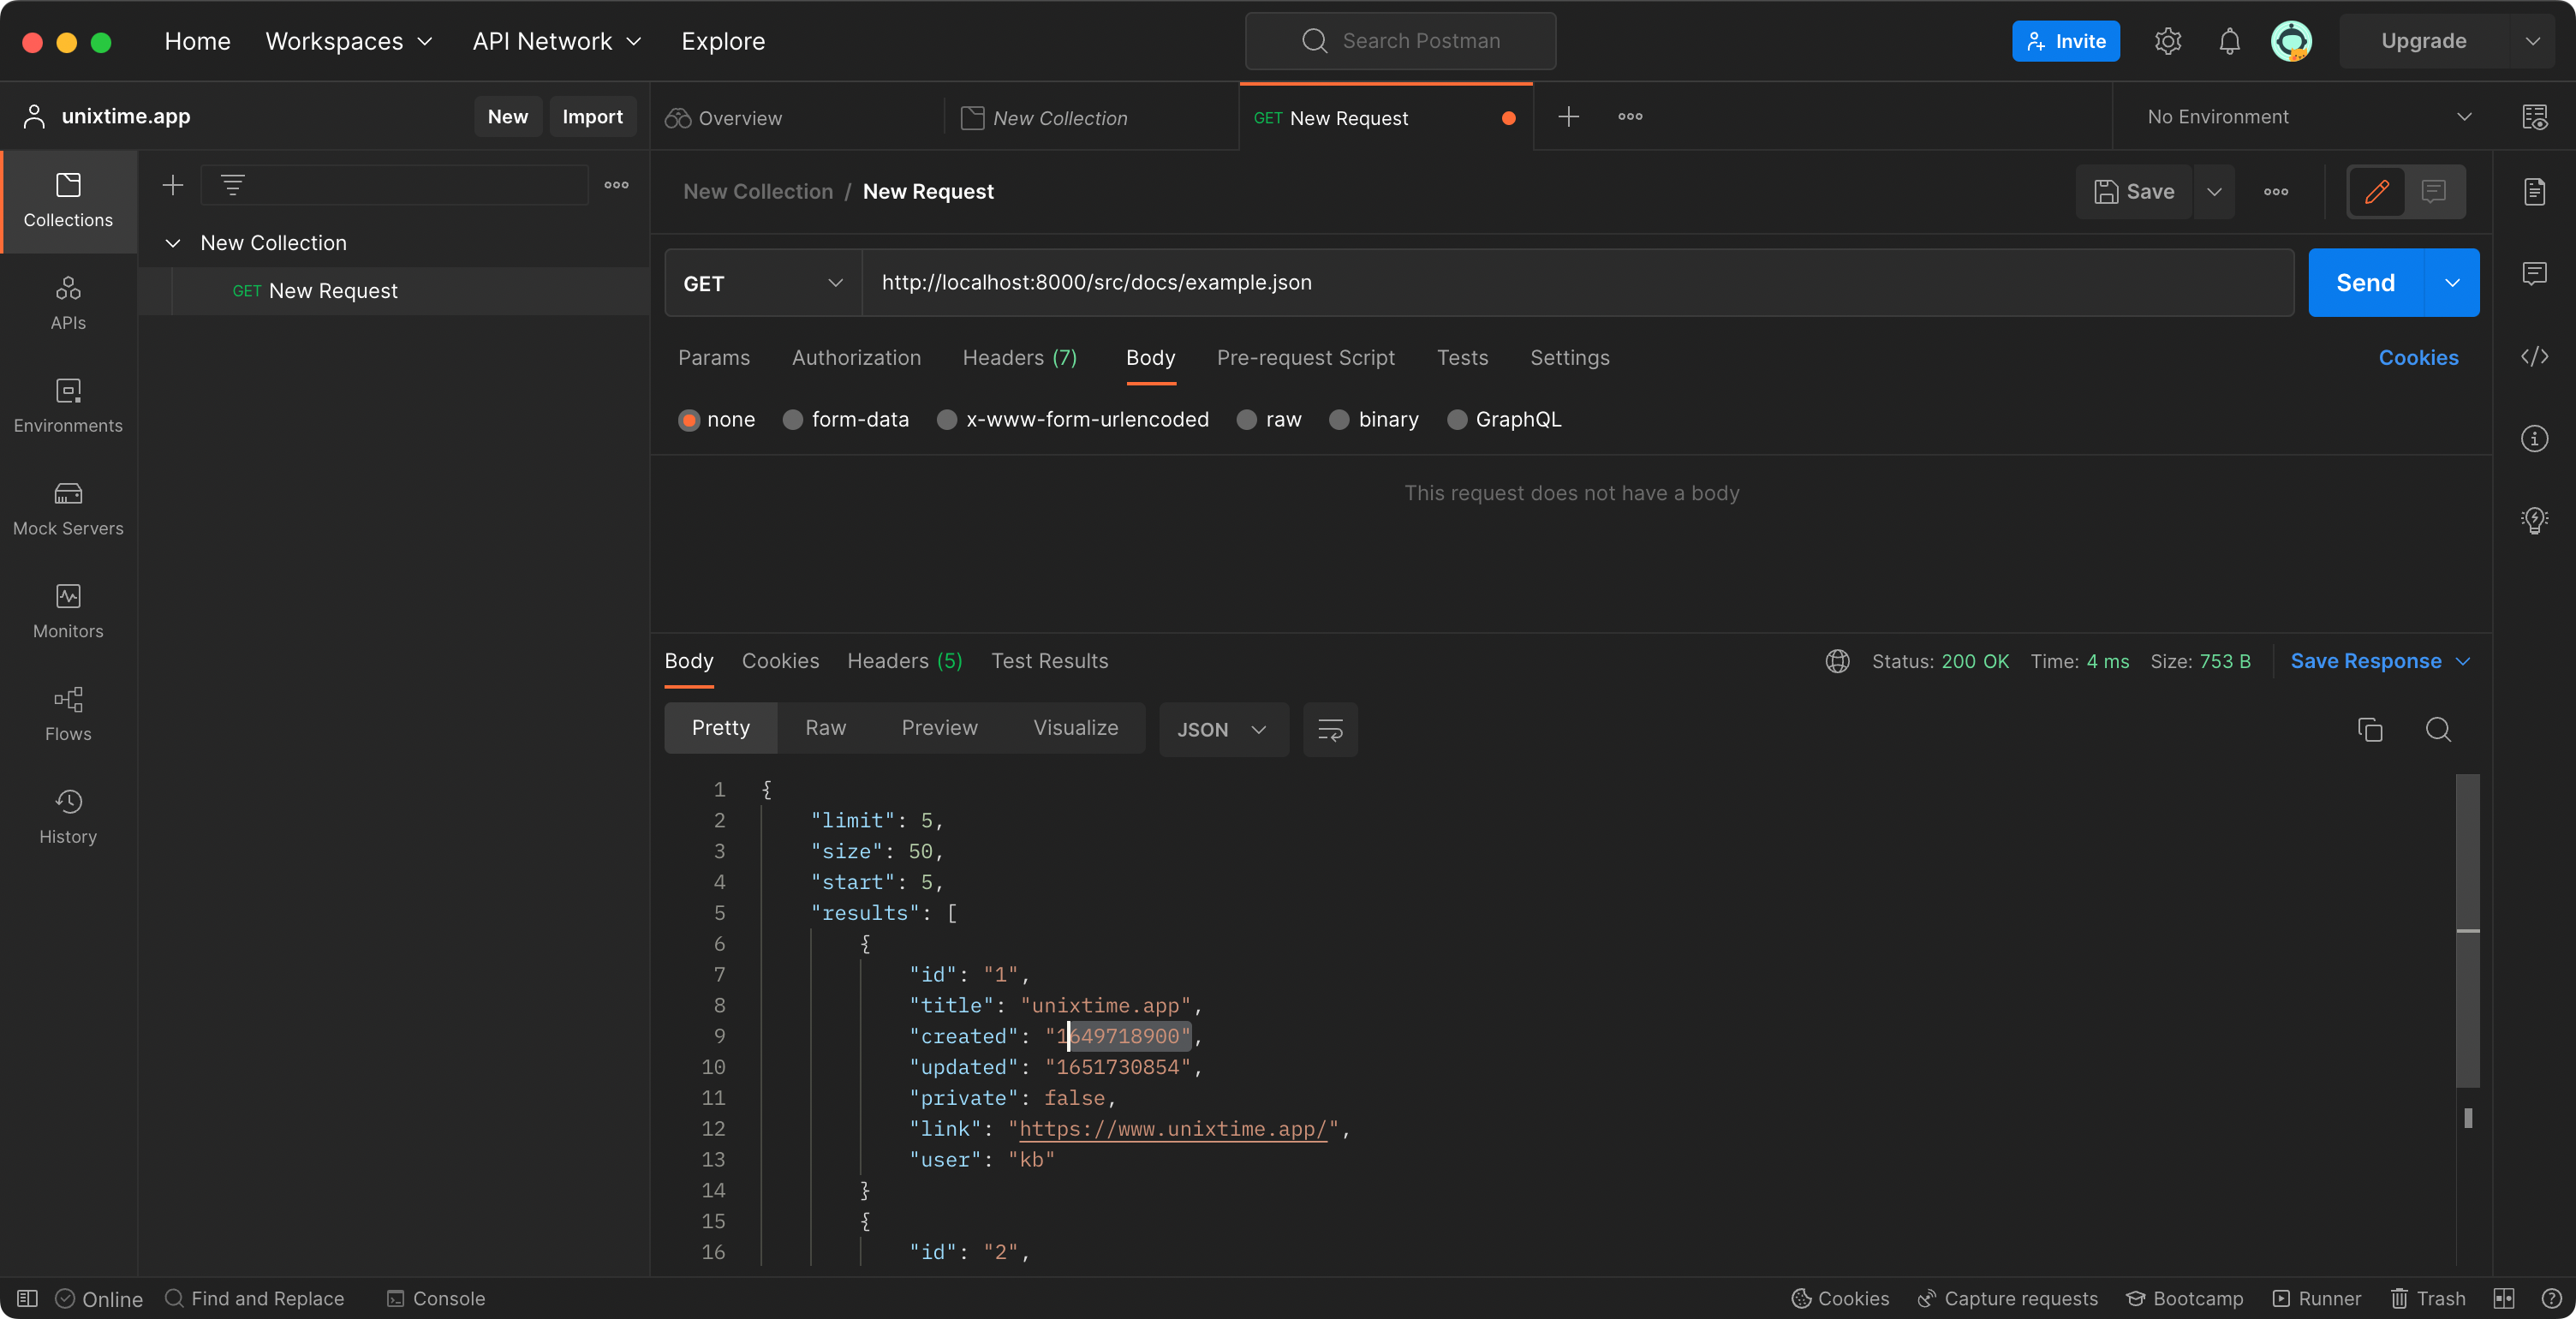 Home Workspaces API Network Explore Search Postman Invite Upgrade
unixtime.app New Import Overview New Collection GET New Request No Environment
Collections
APIs
Environments
Mock Servers
Monitors
Flows
History
New Collection
GET New Request
New Collection / New Request Save
GET http://localhost:8000/src/docs/example.json Send
Params Authorization Headers (7) Body Pre-request Script Tests Settings Cookies
none form-data x-www-form-urlencoded raw binary GraphQL
This request does not have a body
Body Cookies Headers (5) Test Results Status: 200 OK Time: 4 ms Size: 753 B Save Response
Pretty Raw Preview Visualize JSON
1 {
2 "limit": 5,
3 "size": 50,
4 "start": 5,
5 "results": [
6 {
7 "id": "1",
8 "title": "unixtime.app",
9 "created": "1649718900",
10 "updated": "1651730854",
11 "private": false,
12 "link": "https://www.unixtime.app/",
13 "user": "kb"
14 }
15 {
16 "id": "2",
Online Find and Replace Console Cookies Capture requests Bootcamp Runner Trash